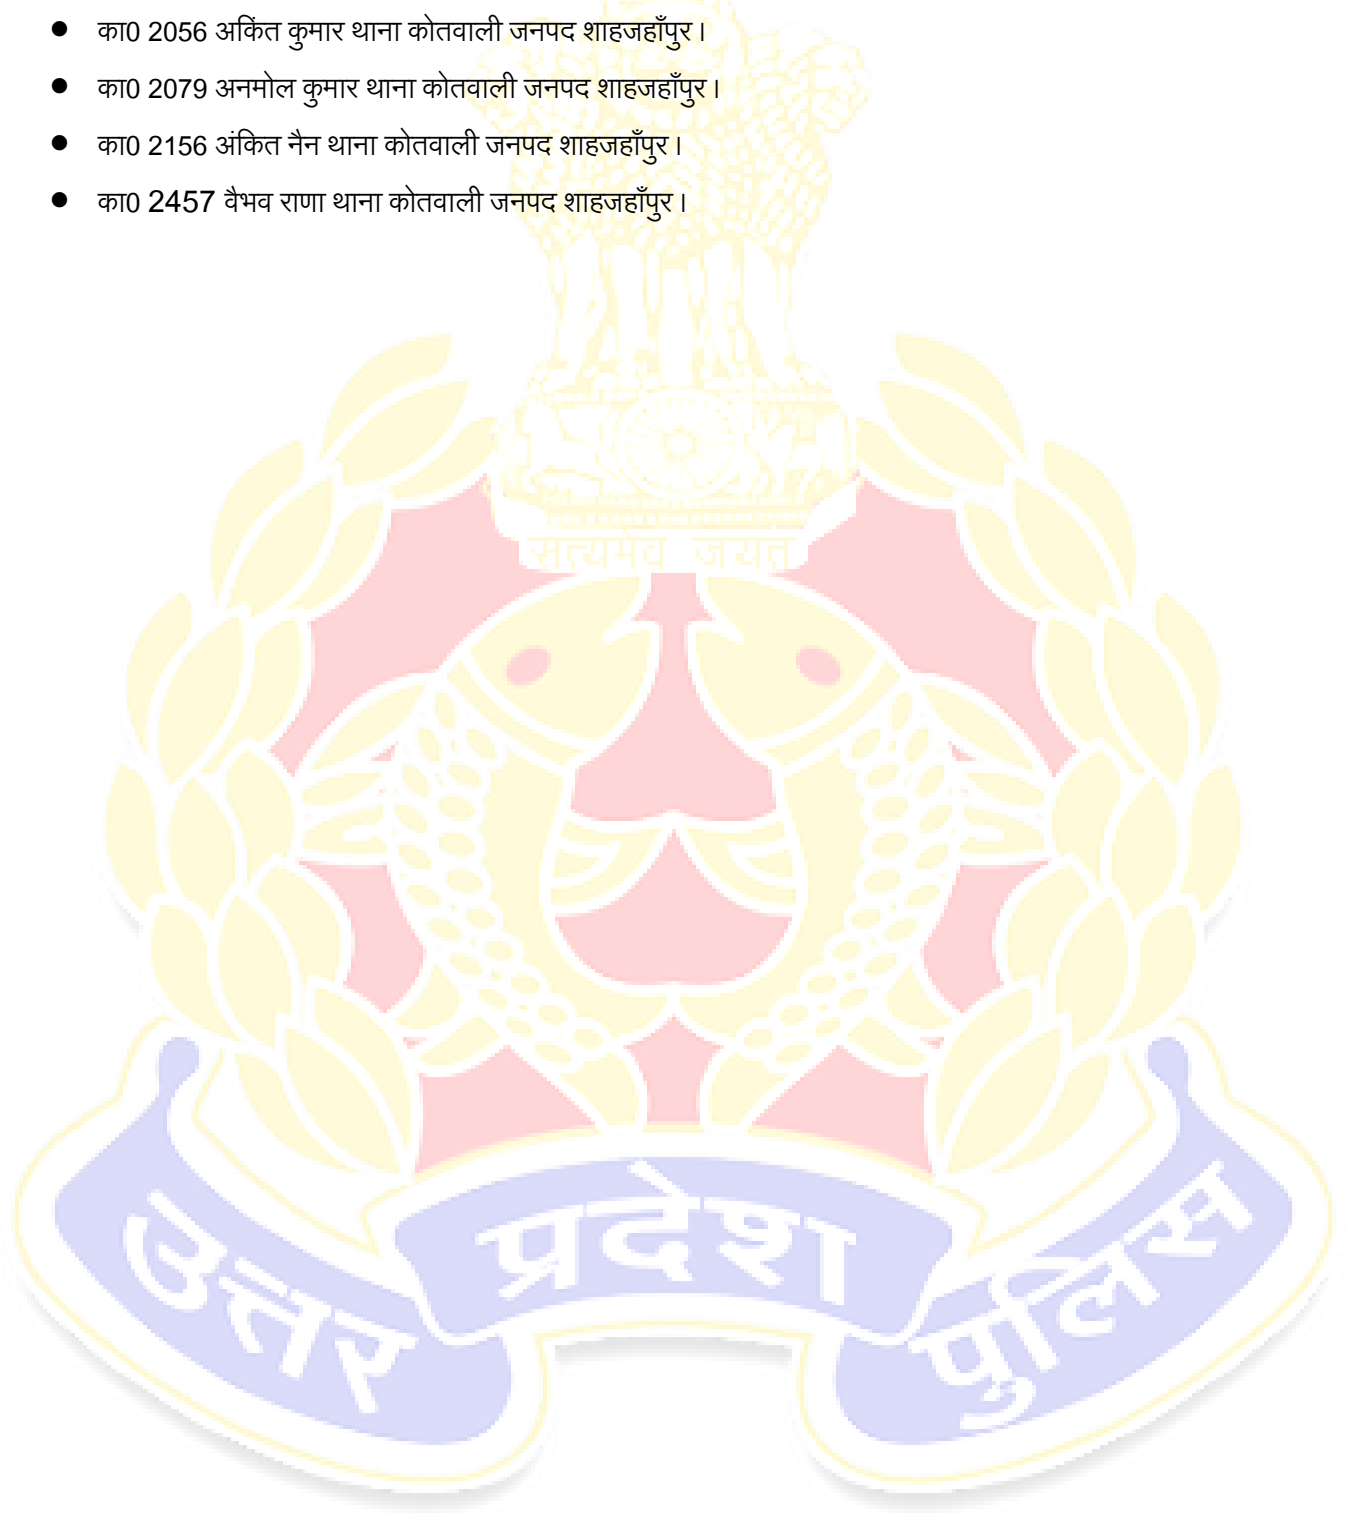 ● का0 2056 अकिंत कुमार थाना कोतवाली जनपद शाहजहाँपुर।
● का0 2079 अनमोल कुमार थाना कोतवाली जनपद शाहजहाँपुर।
● का0 2156 अंकित नैन थाना कोतवाली जनपद शाहजहाँपुर।
● का0 2457 वैभव राणा थाना कोतवाली जनपद शाहजहाँपुर।
सत्यमेव जयते
उत्तर प्रदेश पुलिस